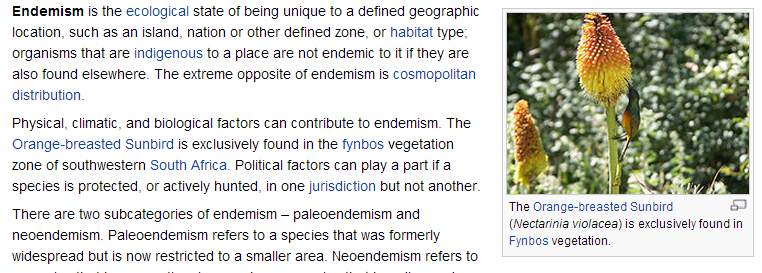 Endemism is the ecological state of being unique to a defined geographic
location, such as an island, nation or other defined zone, or habitat type;
organisms that are indigenous to a place are not endemic to it if they are
also found elsewhere. The extreme opposite of endemism is cosmopolitan
distribution.
Physical, climatic, and biological factors can contribute to endemism. The
Orange-breasted Sunbird is exclusively found in the fynbos vegetation
zone of southwestern South Africa. Political factors can play a part if a
species is protected, or actively hunted, in one jurisdiction but not another.
There are two subcategories of endemism – paleoendemism and
neoendemism. Paleoendemism refers to a species that was formerly
widespread but is now restricted to a smaller area. Neoendemism refers to
The Orange-breasted Sunbird
(Nectarinia violacea) is exclusively found in
Fynbos vegetation.